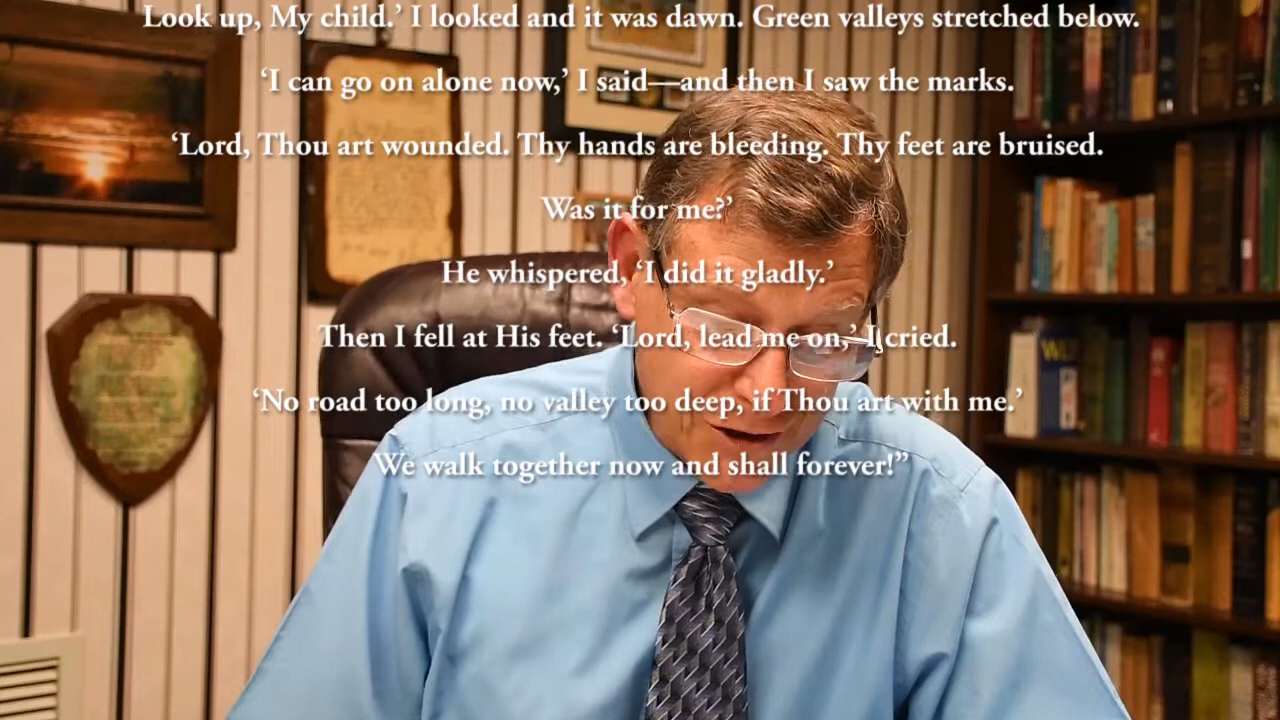 Look up, My child.’ I looked and it was dawn. Green valleys stretched below.
‘I can go on alone now,’ I said—and then I saw the marks.
‘Lord, Thou art wounded. Thy hands are bleeding. Thy feet are bruised.
Was it for me?’
He whispered, ‘I did it gladly.’
Then I fell at His feet. ‘Lord, lead me on,’ I cried.
‘No road too long, no valley too deep, if Thou art with me.’
We walk together now and shall forever!”